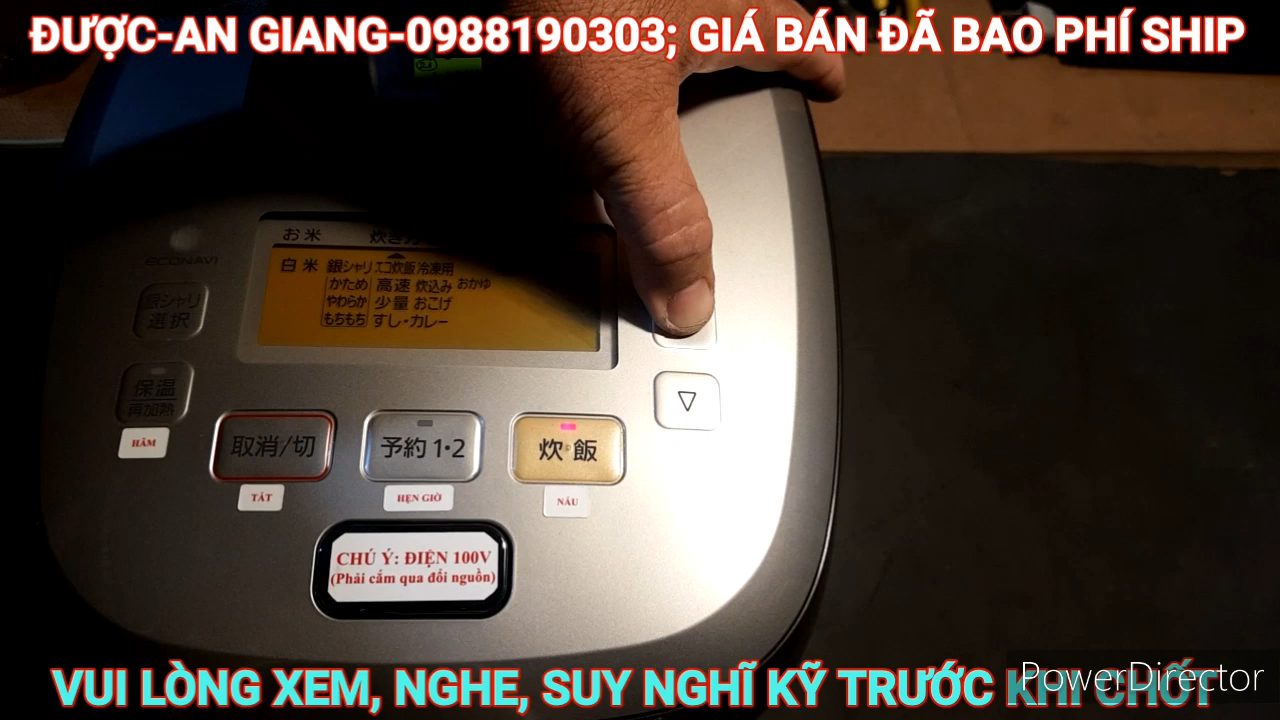 ĐƯỢC-AN GIANG-0988190303; GIÁ BÁN ĐÃ BAO PHÍ SHIP
お米 炊き方
白米 銀シャリ エコ炊飯 冷凍用
かため 高速 炊込み おかゆ
やわらか 少量 おこげ
もちもち すし・カレー
ECONAVI
銀シャリ
選択
保温
再加熱
HÂM
▽
取消/切
予約 1・2
炊飯
TẮT
HẸN GIỜ
NẤU
CHÚ Ý: ĐIỆN 100V
(Phải cắm qua đổi nguồn)
VUI LÒNG XEM, NGHE, SUY NGHĨ KỸ TRƯỚC KHI CHỐT
PowerDirector